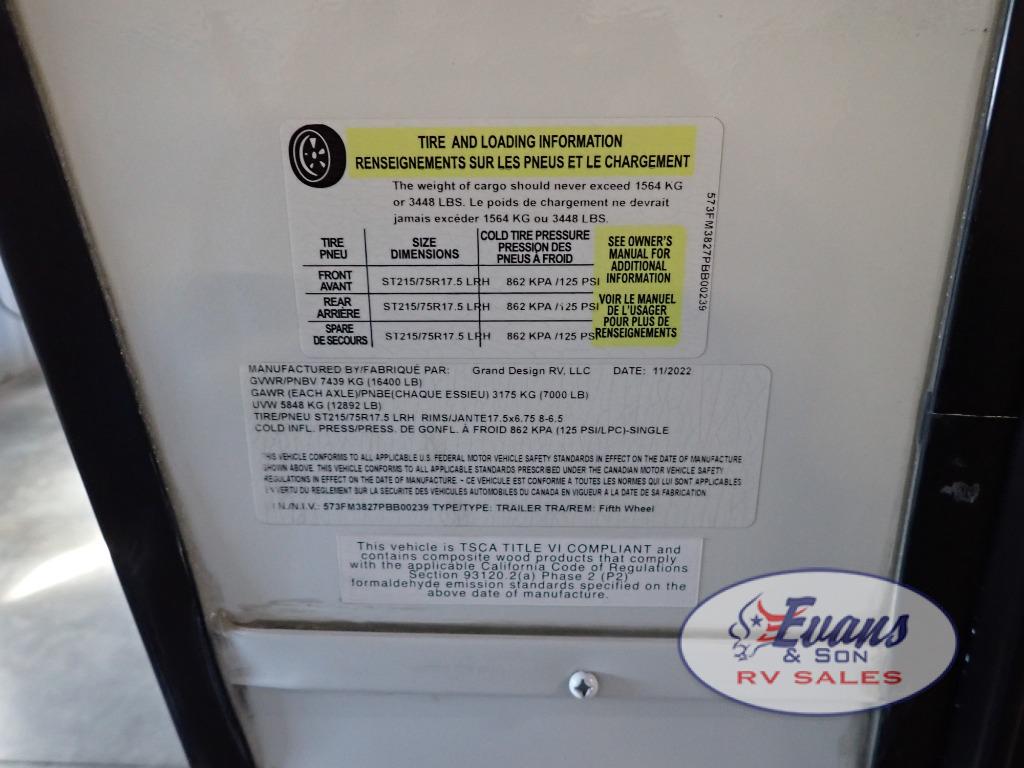 TIRE AND LOADING INFORMATION
RENSEIGNEMENTS SUR LES PNEUS ET LE CHARGEMENT
The weight of cargo should never exceed 1564 KG
or 3448 LBS. Le poids de chargement ne devrait
jamais excéder 1564 KG ou 3448 LBS.
TIRE
PNEU
SIZE
DIMENSIONS
COLD TIRE PRESSURE
PRESSION DES
PNEUS À FROID
SEE OWNER'S
MANUAL FOR
ADDITIONAL
INFORMATION
VOIR LE MANUEL
DE L'USAGER
POUR PLUS DE
RENSEIGNEMENTS
FRONT
AVANT
ST215/75R17.5 LRH
862 KPA /125 PSI
REAR
ARRIÈRE
ST215/75R17.5 LRH
862 KPA /125 PSI
SPARE
DE SECOURS
ST215/75R17.5 LRH
862 KPA /125 PSI
573FM3827PBB00239
MANUFACTURED BY/FABRIQUÉ PAR: Grand Design RV, LLC DATE: 11/2022
GVWR/PNBV 7439 KG (16400 LB)
GAWR (EACH AXLE)/PNBE(CHAQUE ESSIEU) 3175 KG (7000 LB)
UVW 5848 KG (12892 LB)
TIRE/PNEU ST215/75R17.5 LRH RIMS/JANTE17.5x6.75 8-6.5
COLD INFL. PRESS/PRESS. DE GONFL. À FROID 862 KPA (125 PSI/LPC)-SINGLE
THIS VEHICLE CONFORMS TO ALL APPLICABLE U.S. FEDERAL MOTOR VEHICLE SAFETY STANDARDS IN EFFECT ON THE DATE OF MANUFACTURE
SHOWN ABOVE. THIS VEHICLE CONFORMS TO ALL APPLICABLE STANDARDS PRESCRIBED UNDER THE CANADIAN MOTOR VEHICLE SAFETY
REGULATIONS IN EFFECT ON THE DATE OF MANUFACTURE. - CE VEHICULE EST CONFORME A TOUTES LES NORMES QUI LUI SONT APPLICABLES
EN VERTU DU REGLEMENT SUR LA SECURITE DES VEHICULES AUTOMOBILES DU CANADA EN VIGUEUR A LA DATE DE SA FABRICATION
V.I.N./N.I.V.: 573FM3827PBB00239 TYPE/TYPE: TRAILER TRA/REM: Fifth Wheel
This vehicle is TSCA TITLE VI COMPLIANT and
contains composite wood products that comply
with the applicable California Code of Regulations
Section 93120.2(a) Phase 2 (P2)
formaldehyde emission standards specified on the
above date of manufacture.
Evans
& SON
RV SALES